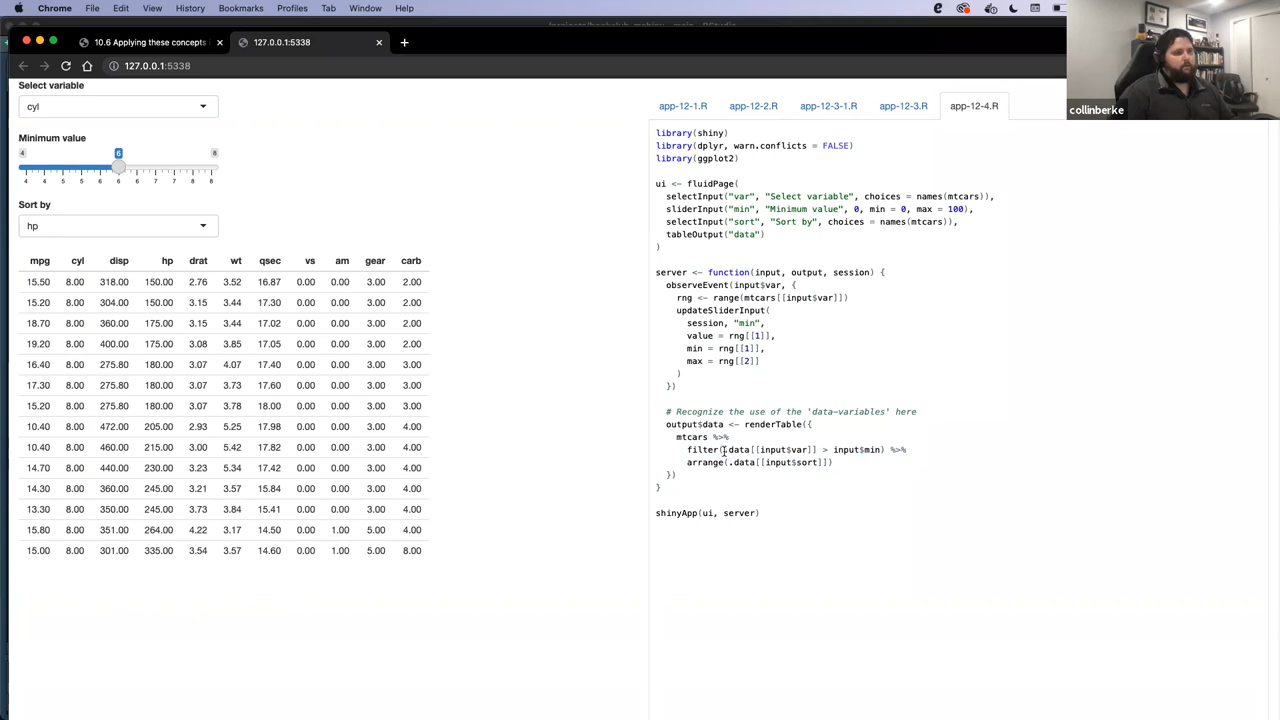 Chrome File Edit View History Bookmarks Profiles Tab Window Help
10.6 Applying these concepts
127.0.0.1:5338
127.0.0.1:5338
collinberke
Select variable
cyl
Minimum value
4 6 8
4 4 5 5 6 6 7 7 8 8
Sort by
hp
mpg cyl disp hp drat wt qsec vs am gear carb
15.50 8.00 318.00 150.00 2.76 3.52 16.87 0.00 0.00 3.00 2.00
15.20 8.00 304.00 150.00 3.15 3.44 17.30 0.00 0.00 3.00 2.00
18.70 8.00 360.00 175.00 3.15 3.44 17.02 0.00 0.00 3.00 2.00
19.20 8.00 400.00 175.00 3.08 3.85 17.05 0.00 0.00 3.00 2.00
16.40 8.00 275.80 180.00 3.07 4.07 17.40 0.00 0.00 3.00 3.00
17.30 8.00 275.80 180.00 3.07 3.73 17.60 0.00 0.00 3.00 3.00
15.20 8.00 275.80 180.00 3.07 3.78 18.00 0.00 0.00 3.00 3.00
10.40 8.00 472.00 205.00 2.93 5.25 17.98 0.00 0.00 3.00 4.00
10.40 8.00 460.00 215.00 3.00 5.42 17.82 0.00 0.00 3.00 4.00
14.70 8.00 440.00 230.00 3.23 5.34 17.42 0.00 0.00 3.00 4.00
14.30 8.00 360.00 245.00 3.21 3.57 15.84 0.00 0.00 3.00 4.00
13.30 8.00 350.00 245.00 3.73 3.84 15.41 0.00 0.00 3.00 4.00
15.80 8.00 351.00 264.00 4.22 3.17 14.50 0.00 1.00 5.00 4.00
15.00 8.00 301.00 335.00 3.54 3.57 14.60 0.00 1.00 5.00 8.00
app-12-1.R app-12-2.R app-12-3-1.R app-12-3.R app-12-4.R
library(shiny)
library(dplyr, warn.conflicts = FALSE)
library(ggplot2)
ui <- fluidPage(
selectInput("var", "Select variable", choices = names(mtcars)),
sliderInput("min", "Minimum value", 0, min = 0, max = 100),
selectInput("sort", "Sort by", choices = names(mtcars)),
tableOutput("data")
)
server <- function(input, output, session) {
observeEvent(input$var, {
rng <- range(mtcars[[input$var]])
updateSliderInput(
session, "min",
value = rng[[1]],
min = rng[[1]],
max = rng[[2]]
)
})
# Recognize the use of the 'data-variables' here
output$data <- renderTable({
mtcars %>%
filter(.data[[input$var]] > input$min) %>%
arrange(.data[[input$sort]])
})
}
shinyApp(ui, server)